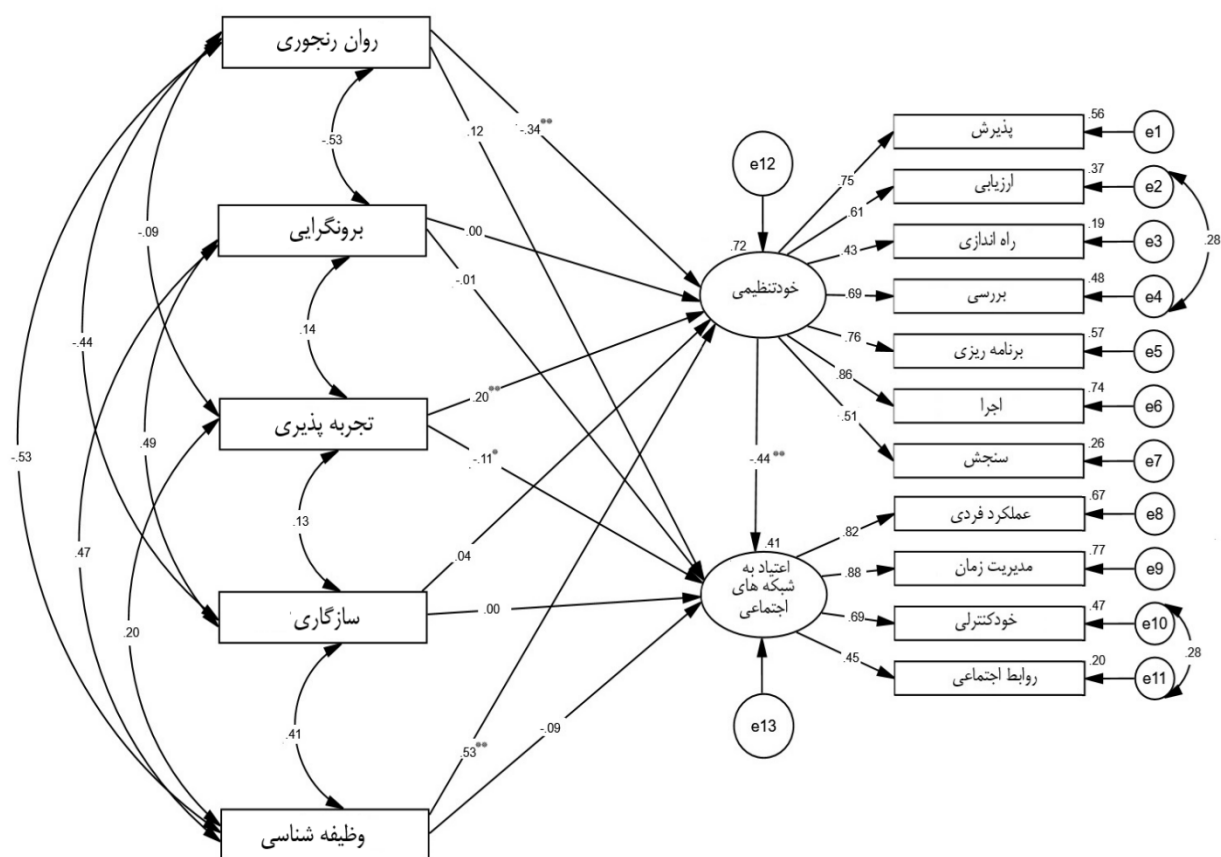 روان رنجوری
برونگرایی
تجربه پذیری
سازگاری
وظیفه شناسی
-.53
-.09
.14
-.44
.49
.13
-.53
.47
.20
.41
-.34**
.12
.00
-.01
.20**
-.11*
.04
.00
.53**
-.09
e12
.72
خودتنظیمی
-.44**
.41
اعتیاد به
شبکه های
اجتماعی
e13
.75
.61
.43
.69
.76
.86
.51
.82
.88
.69
.45
پذیرش
.56
e1
ارزیابی
.37
e2
راه اندازی
.19
e3
بررسی
.48
e4
.28
برنامه ریزی
.57
e5
اجرا
.74
e6
سنجش
.26
e7
عملکرد فردی
.67
e8
مدیریت زمان
.77
e9
خودکنترلی
.47
e10
روابط اجتماعی
.20
e11
.28